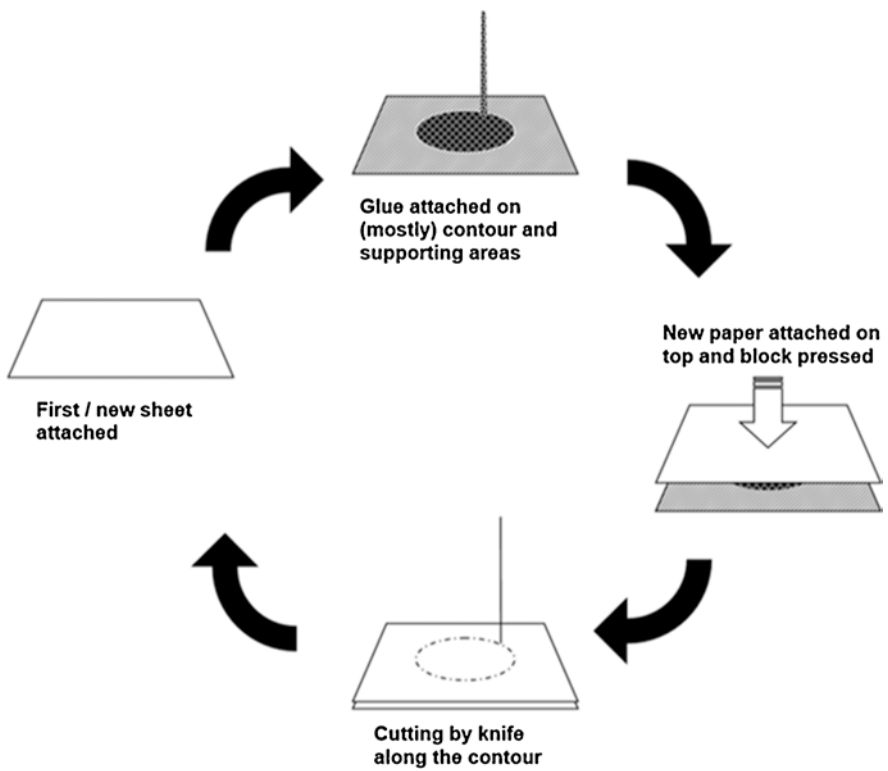 Glue attached on
(mostly) contour and
supporting areas
New paper attached on
top and block pressed
First / new sheet
attached
Cutting by knife
along the contour